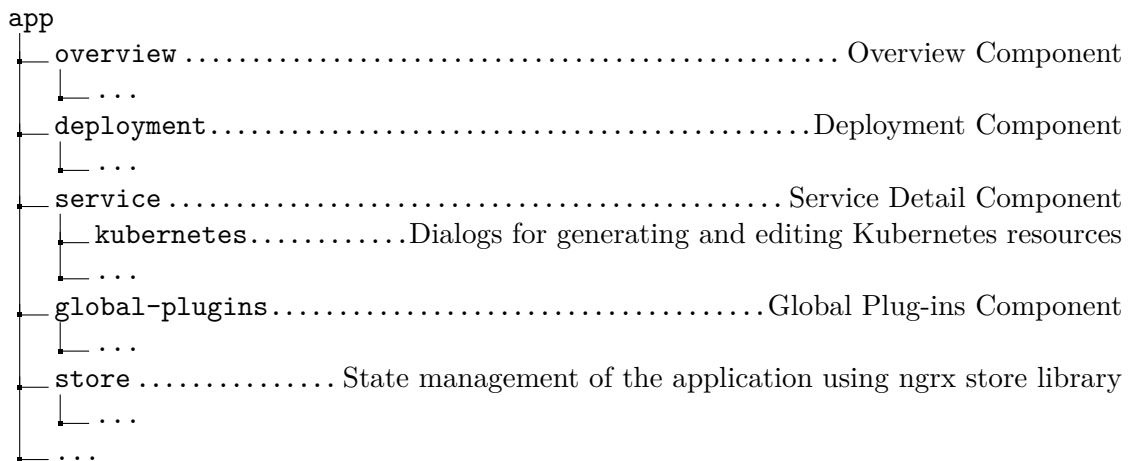 app
overview ................................................ Overview Component
...
deployment ............................................. Deployment Component
...
service ............................................. Service Detail Component
kubernetes ............ Dialogs for generating and editing Kubernetes resources
...
global-plugins .................................... Global Plug-ins Component
...
store ............... State management of the application using ngrx store library
...
...